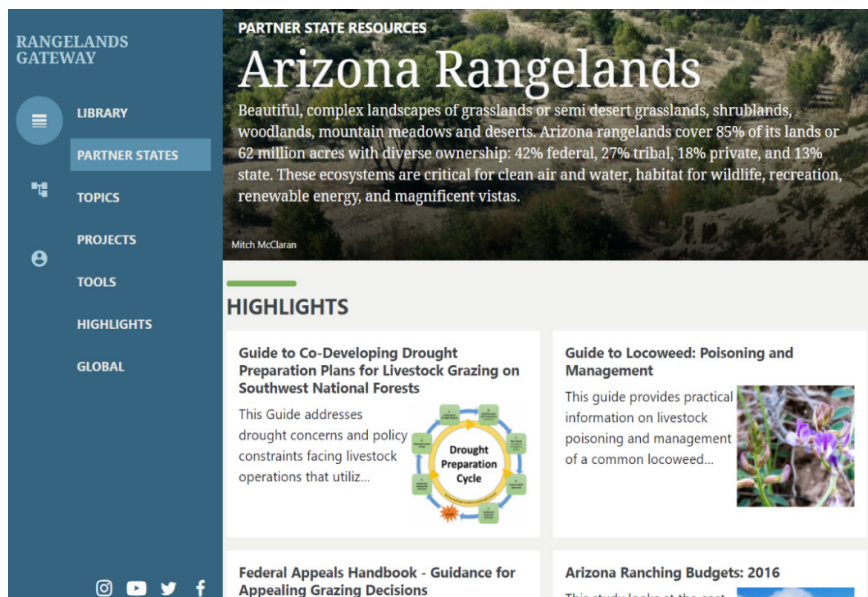 RANGELANDS
GATEWAY
LIBRARY
PARTNER STATES
TOPICS
PROJECTS
TOOLS
HIGHLIGHTS
GLOBAL
PARTNER STATE RESOURCES
Arizona Rangelands
Beautiful, complex landscapes of grasslands or semi desert grasslands, shrublands,
woodlands, mountain meadows and deserts. Arizona rangelands cover 85% of its lands or
62 million acres with diverse ownership: 42% federal, 27% tribal, 18% private, and 13%
state. These ecosystems are critical for clean air and water, habitat for wildlife, recreation,
renewable energy, and magnificent vistas.
Mitch McClaran
HIGHLIGHTS
Guide to Co-Developing Drought
Preparation Plans for Livestock Grazing on
Southwest National Forests
This Guide addresses
drought concerns and policy
constraints facing livestock
operations that utiliz...
Drought
Preparation
Cycle
Guide to Locoweed: Poisoning and
Management
This guide provides practical
information on livestock
poisoning and management
of a common locoweed...
Federal Appeals Handbook - Guidance for
Appealing Grazing Decisions
Arizona Ranching Budgets: 2016
This study looks at the cost